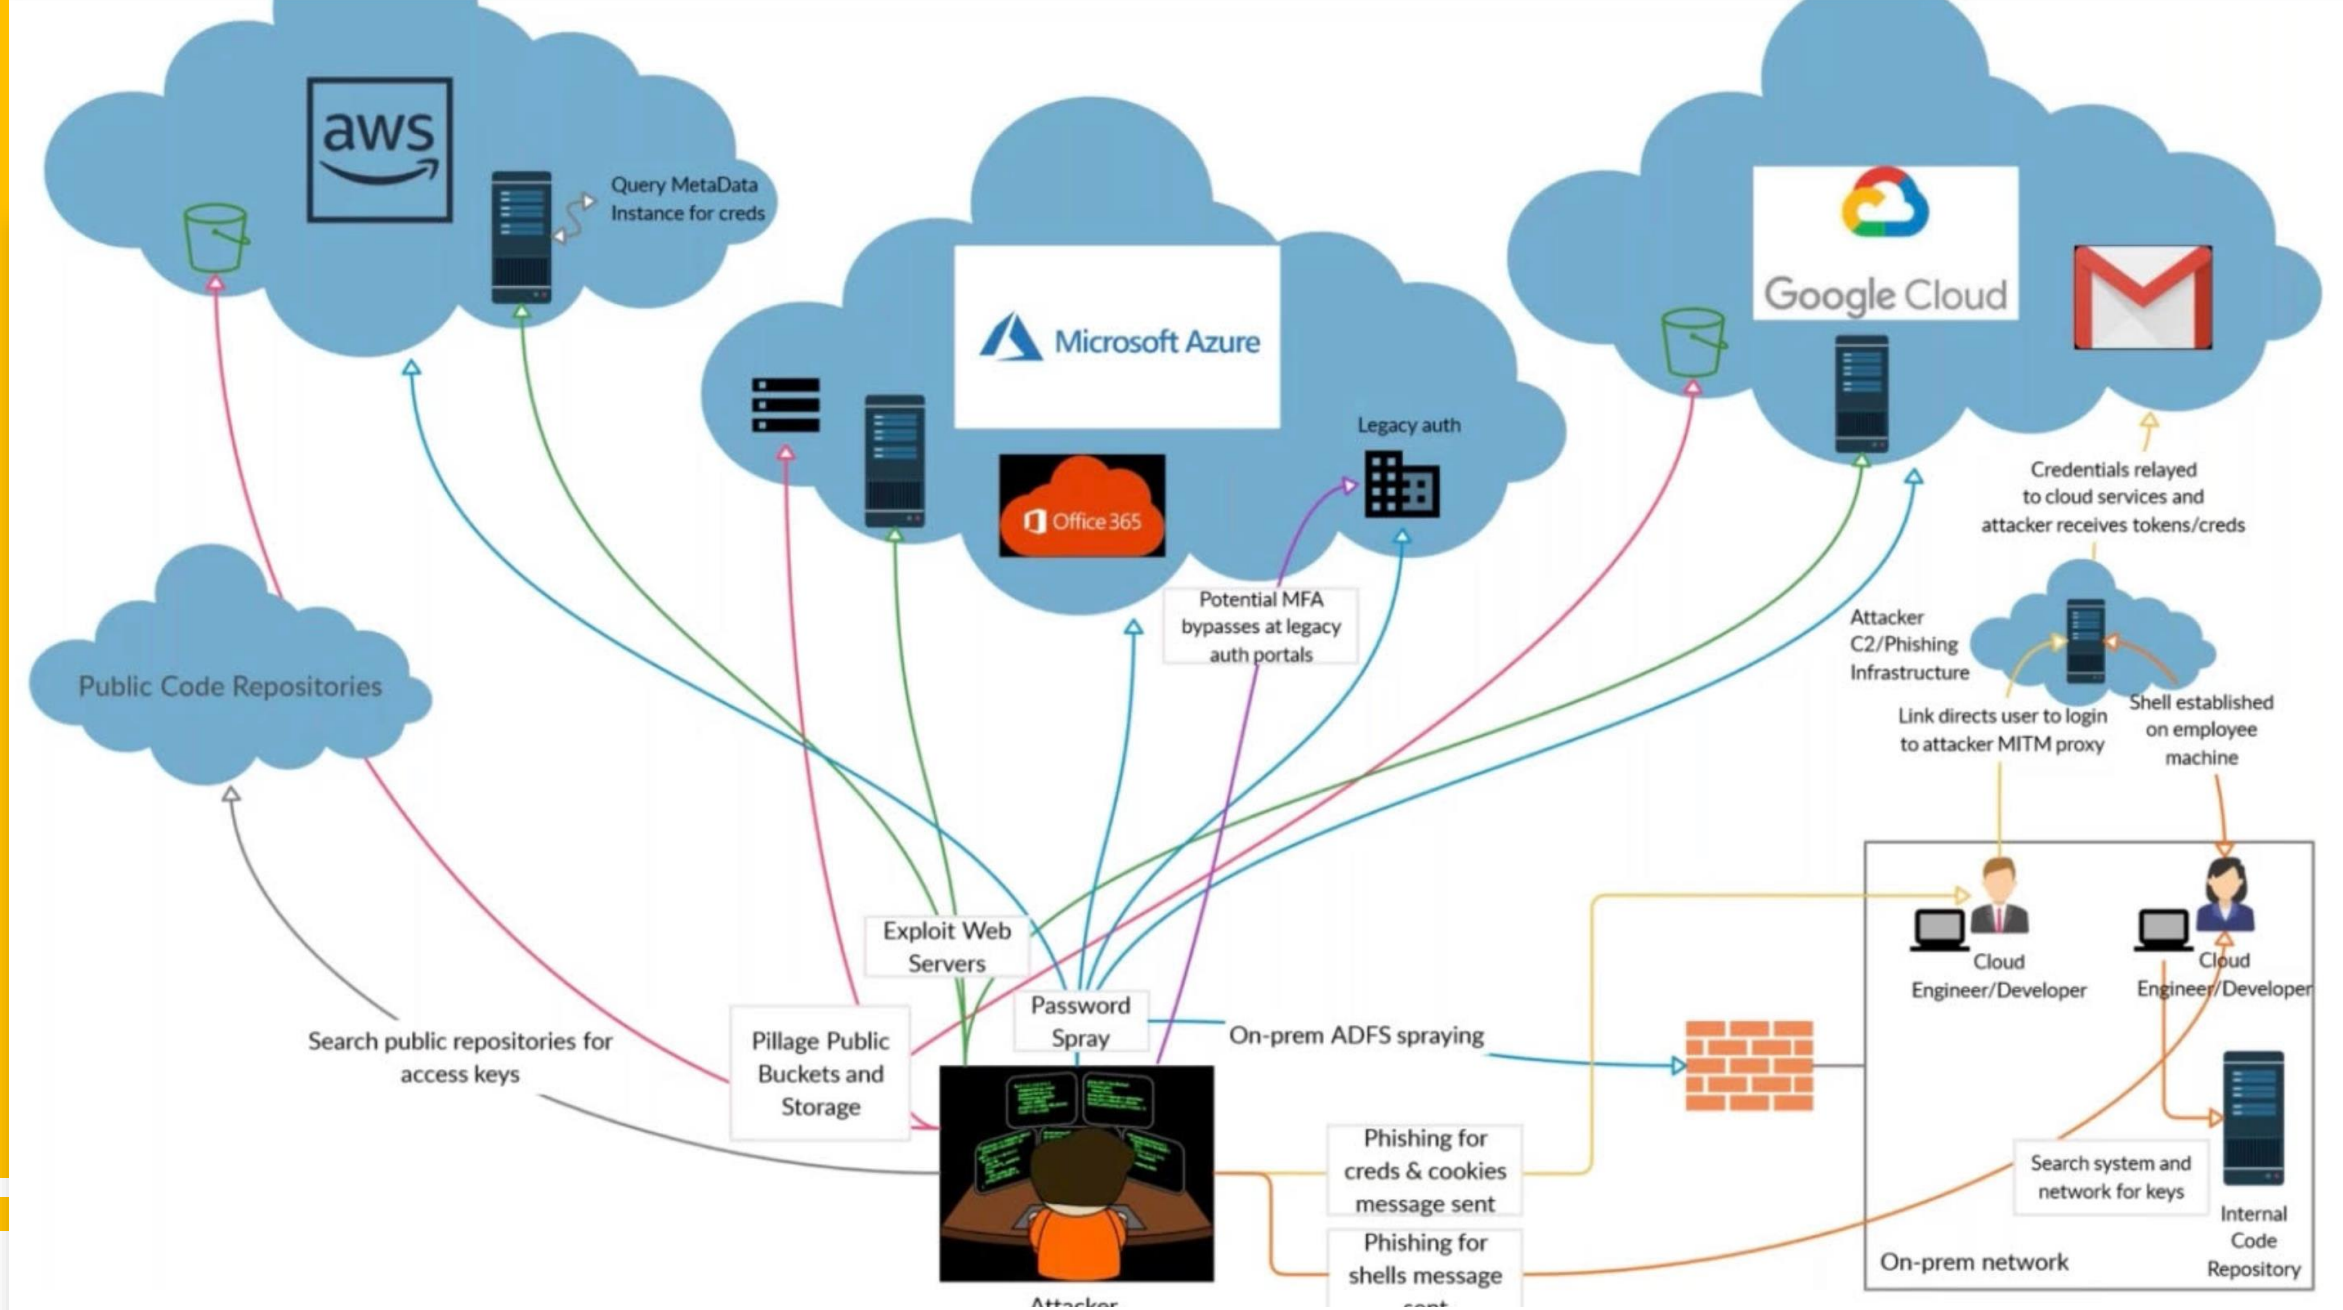 aws
Query MetaData
Instance for creds
Microsoft Azure
Office 365
Legacy auth
Google Cloud
Credentials relayed
to cloud services and
attacker receives tokens/creds
Potential MFA
bypasses at legacy
auth portals
Attacker
C2/Phishing
Infrastructure
Link directs user to login
to attacker MITM proxy
Shell established
on employee
machine
Public Code Repositories
Search public repositories for
access keys
Exploit Web
Servers
Pillage Public
Buckets and
Storage
Password
Spray
On-prem ADFS spraying
Cloud
Engineer/Developer
Cloud
Engineer/Developer
Phishing for
creds & cookies
message sent
Phishing for
shells message
sent
Search system and
network for keys
Internal
Code
Repository
On-prem network
Attacker